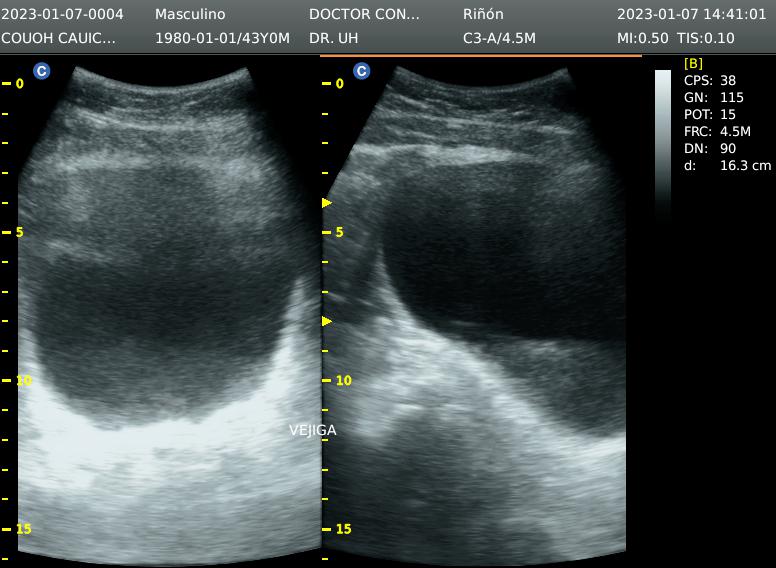 2023-01-07-0004 Masculino DOCTOR CON... Riñón 2023-01-07 14:41:01
COUOH CAUIC... 1980-01-01/43Y0M DR. UH C3-A/4.5M MI:0.50 TIS:0.10
C C [B]
0 0 CPS: 38
GN: 115
POT: 15
FRC: 4.5M
DN: 90
d: 16.3 cm
5 5
10 10
VEJIGA
15 15